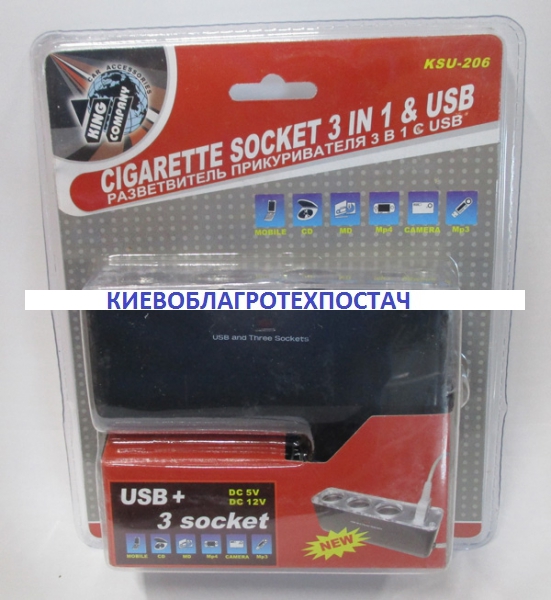 CAR ACCESSORIES
KING
COMPANY
KSU-206
CIGARETTE SOCKET 3 IN 1 & USB
РАЗВЕТВИТЕЛЬ ПРИКУРИВАТЕЛЯ 3 В 1 С USB
MOBILE CD MD Mp4 CAMERA Mp3
КИЕВОБЛАГРОТЕХПОСТАЧ
USB and Three Sockets
USB +
DC 5V
DC 12V
3 socket
MOBILE CD MD Mp4 CAMERA Mp3
NEW